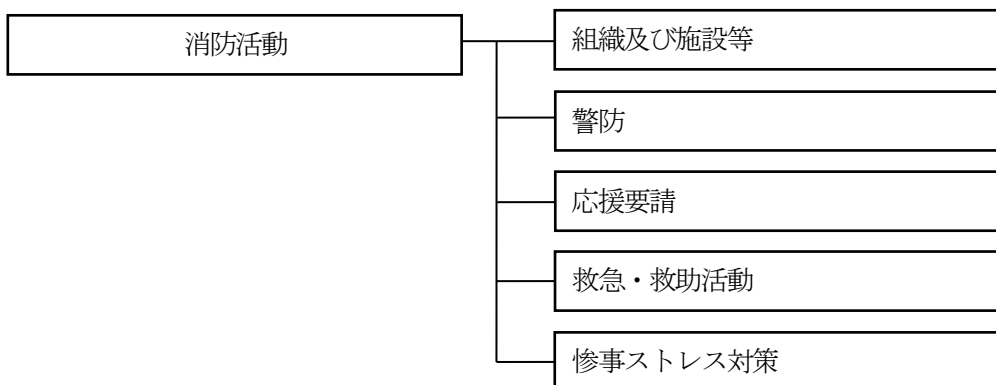 消防活動
組織及び施設等
警防
応援要請
救急・救助活動
惨事ストレス対策